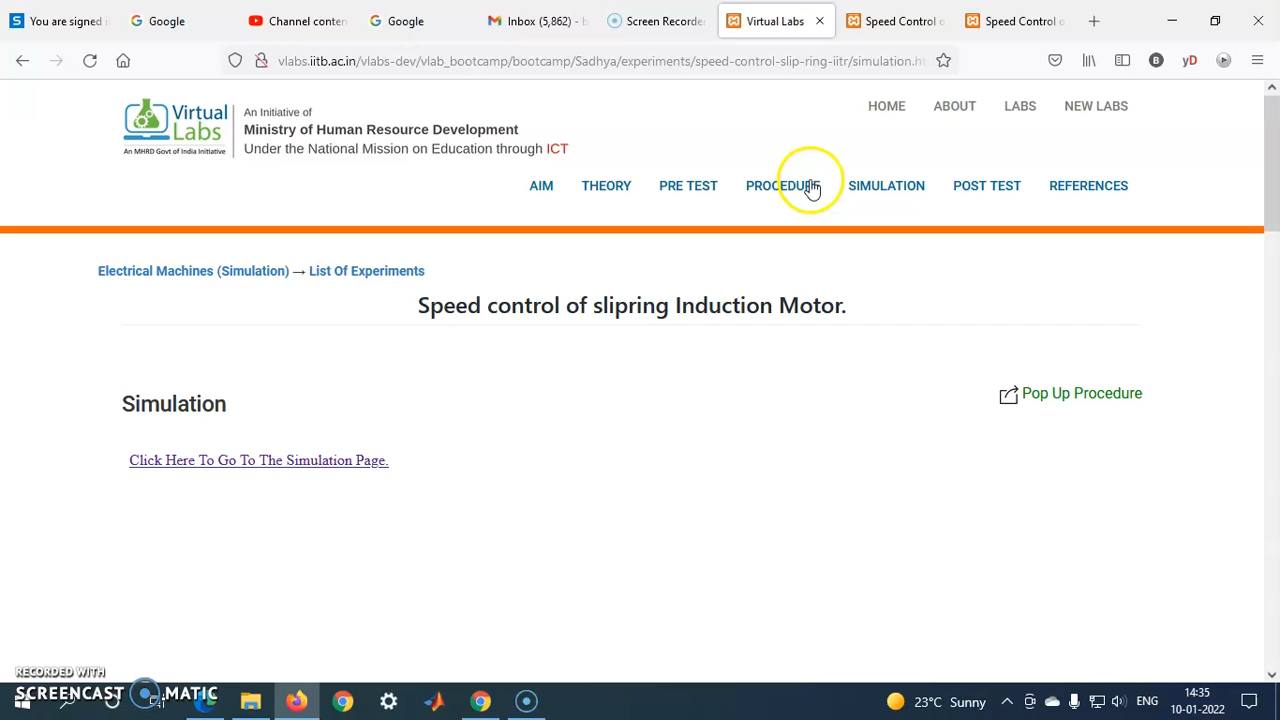 You are signed i
Google
Channel conten
Google
Inbox (5,862) - b
Screen Recorde
Virtual Labs
Speed Control o
Speed Control o
vlabs.iitb.ac.in/vlabs-dev/vlab_bootcamp/bootcamp/Sadhya/experiments/speed-control-slip-ring-iitr/simulation.h
Virtual
Labs
An MHRD Govt of India Initiative
An Initiative of
Ministry of Human Resource Development
Under the National Mission on Education through ICT
HOME ABOUT LABS NEW LABS
AIM THEORY PRE TEST PROCEDURE SIMULATION POST TEST REFERENCES
Electrical Machines (Simulation) → List Of Experiments
Speed control of slipring Induction Motor.
Pop Up Procedure
Simulation
Click Here To Go To The Simulation Page.
RECORDED WITH
SCREENCAST MATIC
23°C Sunny
ENG
14:35
10-01-2022